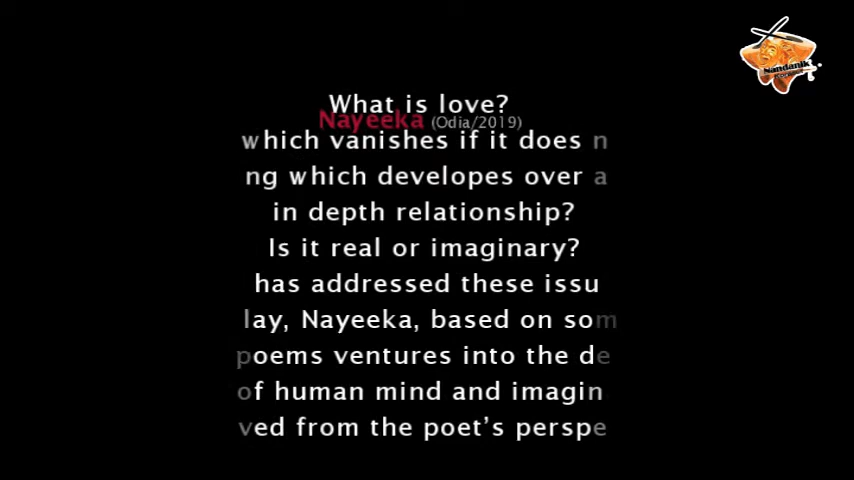 What is love?
Nayeeka (Odia/2019)
which vanishes if it does n
ng which developes over a
in depth relationship?
Is it real or imaginary?
has addressed these issu
lay, Nayeeka, based on som
poems ventures into the de
of human mind and imagin
ved from the poet's perspe
Nandanik